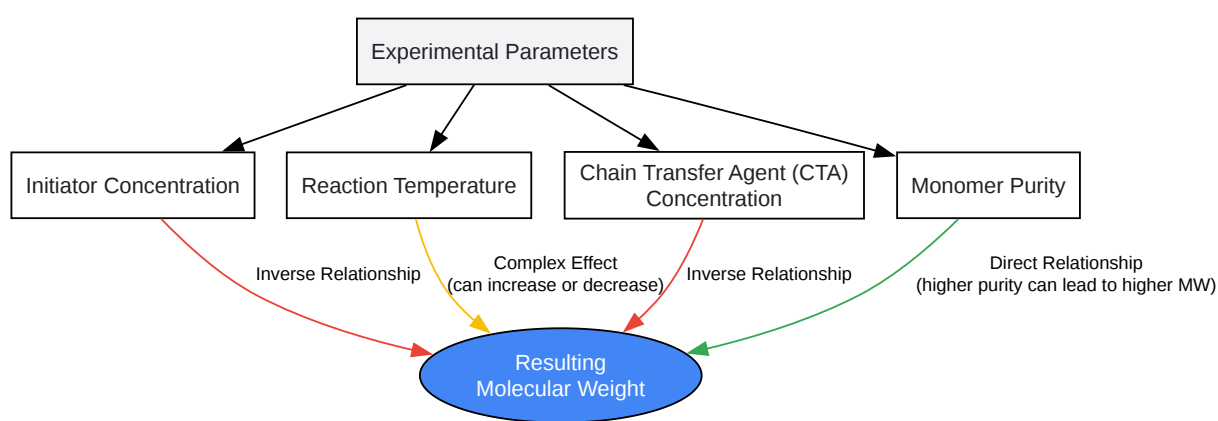 Experimental Parameters
Initiator Concentration
Reaction Temperature
Chain Transfer Agent (CTA)
Concentration
Monomer Purity
Inverse Relationship
Complex Effect
(can increase or decrease)
Inverse Relationship
Direct Relationship
(higher purity can lead to higher MW)
Resulting
Molecular Weight